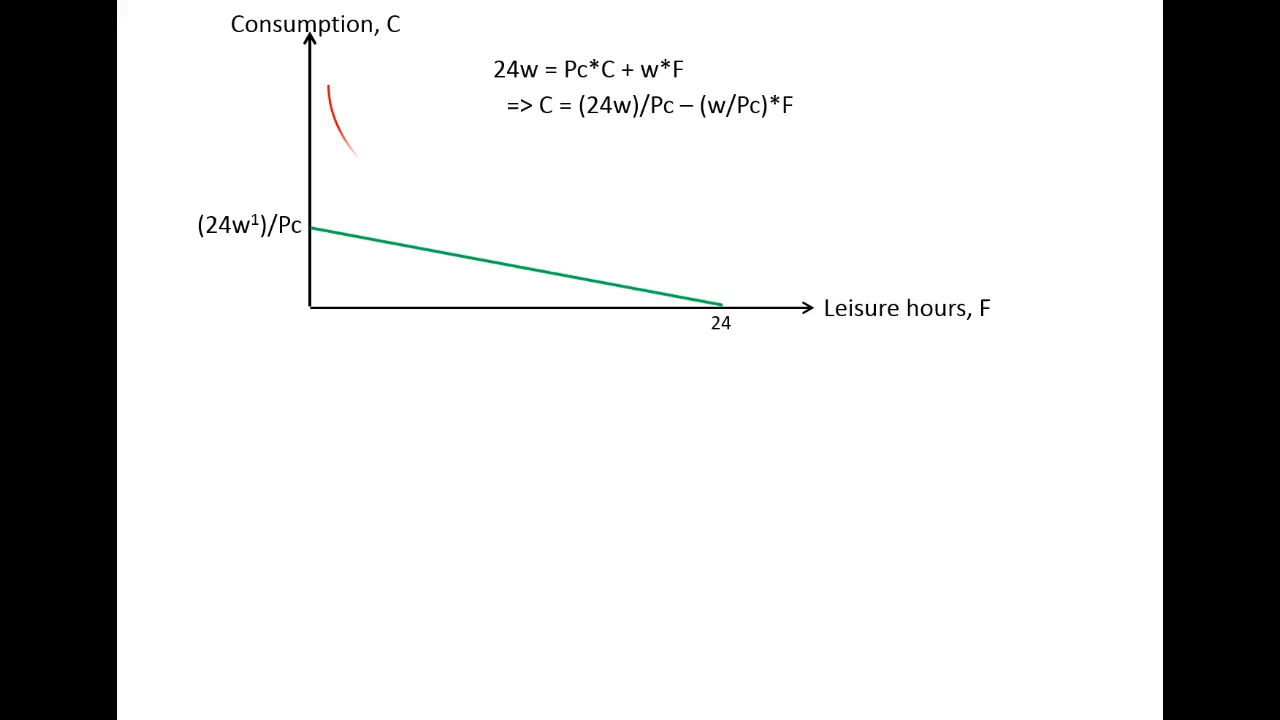 Consumption, C
24w = Pc*C + w*F
=> C = (24w)/Pc – (w/Pc)*F
(24w¹)/Pc
Leisure hours, F
24